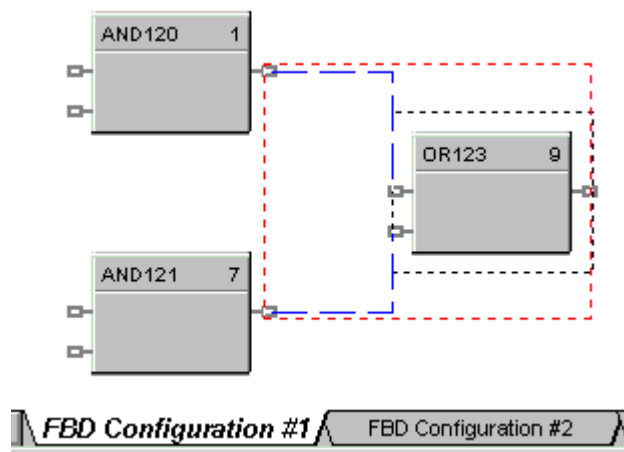 AND120 1
OR123 9
AND121 7
FBD Configuration #1 FBD Configuration #2